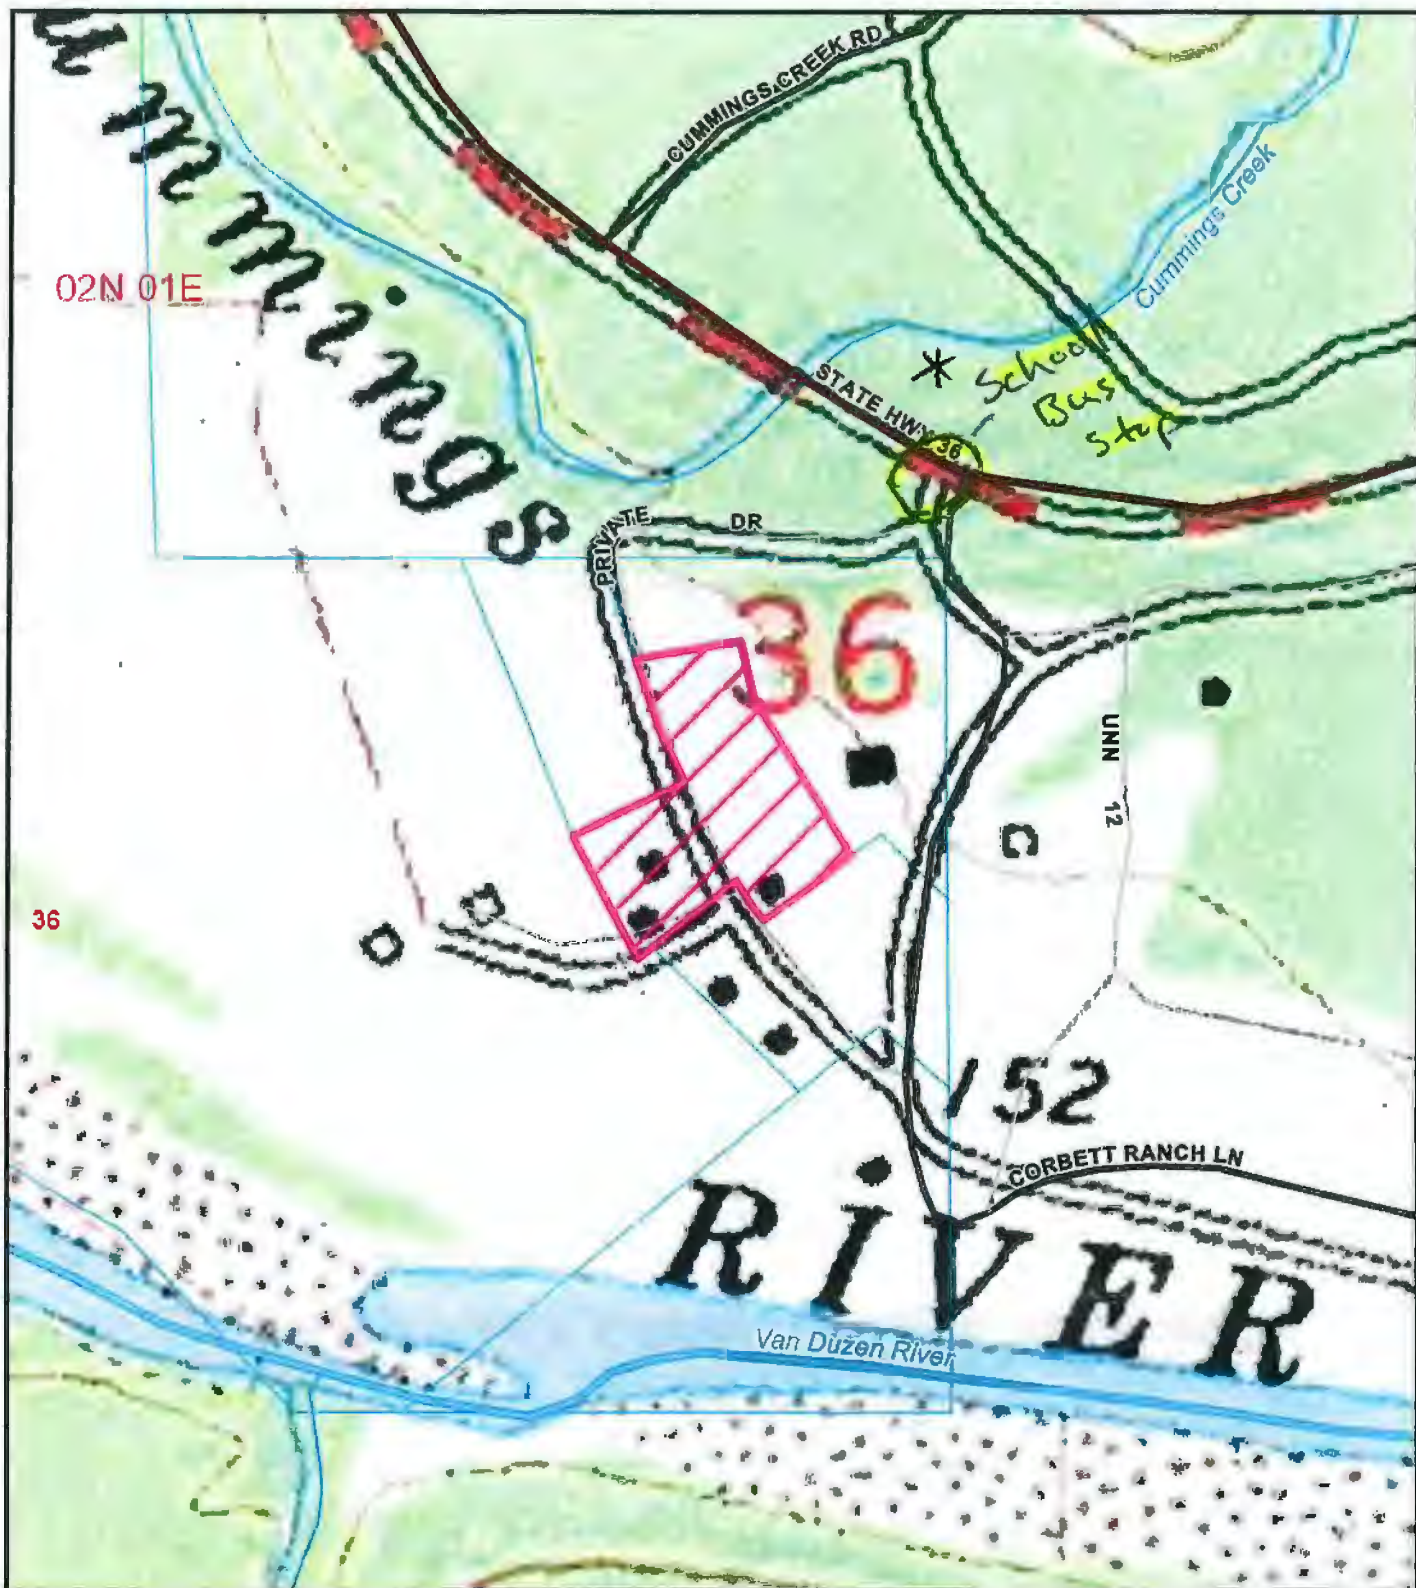 ummings
CUMMINGS CREEK RD
Cummings Creek
02N 01E
STATE HWY 36
* School
Bus
Stop
PRIVATE DR
36
UNN 12
C
36
D
D
152
CORBETT RANCH LN
RIVER
Van Duzen River